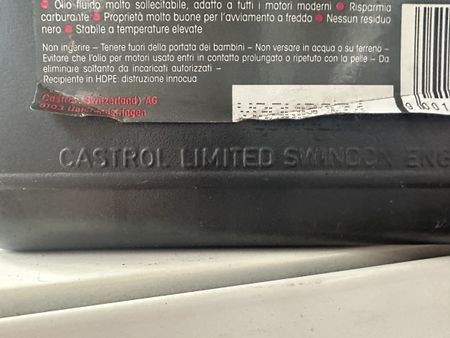 ● Olio fluido molto sollecitabile, adatto a tutti i motori moderni ● Risparmia
carburante ● Proprietà molto buone per l'avviamento a freddo ● Nessun residuo
nero ● Stabile a temperature elevate
Non ingerire – Tenere fuori della portata dei bambini – Non versare in acqua o su terreno –
Evitare che l'olio per motori usato entri in contatto prolungato o ripetuto con la pelle – Da
eliminare soltanto da incaricati autorizzati –
Recipiente in HDPE: distruzione innocua
Castrol (Switzerland) AG
CASTROL LIMITED SWINDON ENG